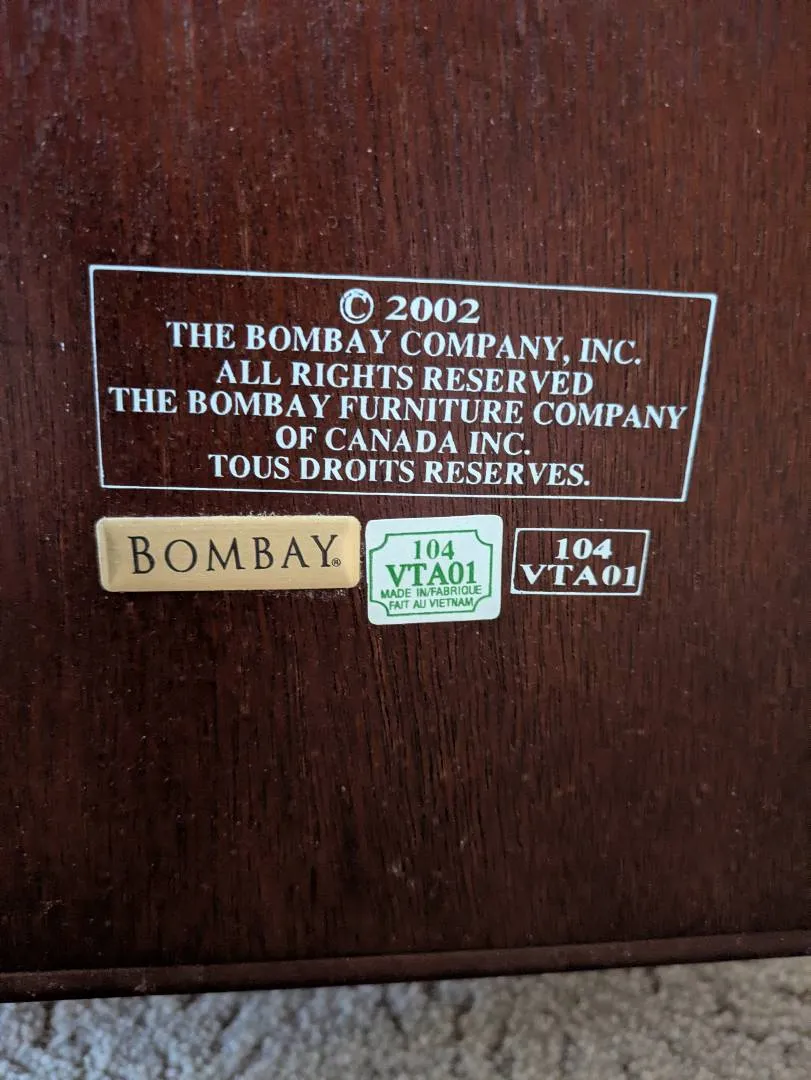 © 2002
THE BOMBAY COMPANY, INC.
ALL RIGHTS RESERVED
THE BOMBAY FURNITURE COMPANY
OF CANADA INC.
TOUS DROITS RESERVES.
BOMBAY®
104
VTA01
MADE IN/FABRIQUE
FAIT AU VIETNAM
104
VTA01